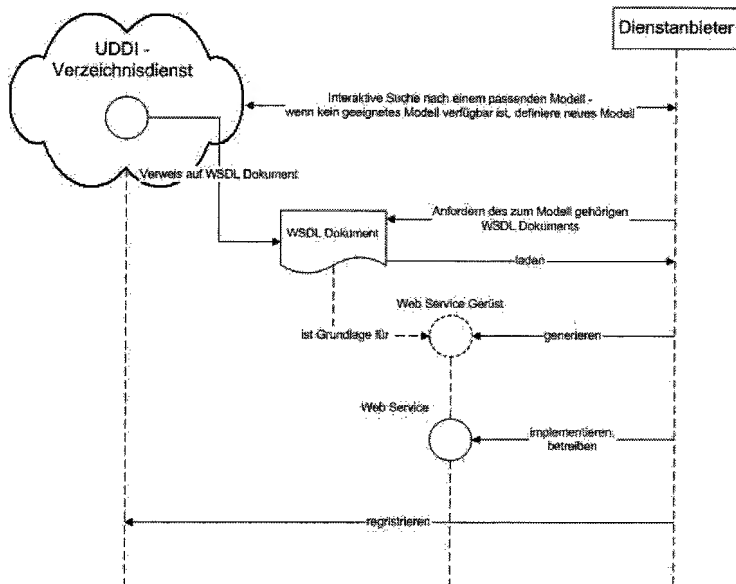 UDDI -
Verzeichnisdienst
Dienstanbieter
Interaktive Suche nach einem passenden Modell -
wenn kein geeignetes Modell verfügbar ist, definiere neues Modell
Verweis auf WSDL Dokument
WSDL Dokument
Anfordern des zum Modell gehörigen
WSDL Dokuments
laden
Web Service Gerüst
ist Grundlage für
generieren
Web Service
implementieren,
betreiben
regristrieren